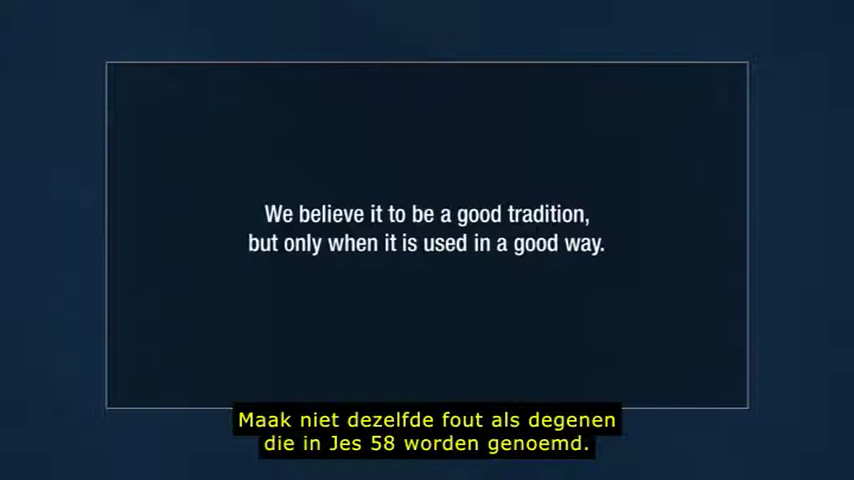 We believe it to be a good tradition,
but only when it is used in a good way.
Maak niet dezelfde fout als degenen
die in Jes 58 worden genoemd.